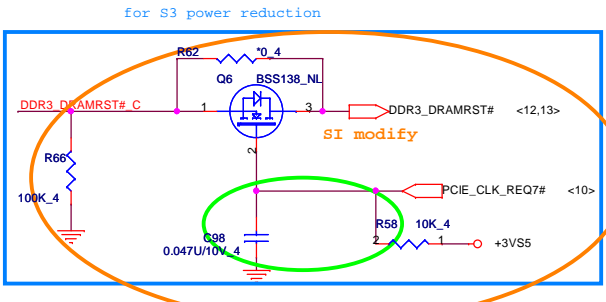 for S3 power reduction
R62 *0_4
Q6 BSS138_NL
DDR3_DRAMRST#_C 1 3 DDR3_DRAMRST# <12,13>
SI modify
2
R66
PCIE_CLK_REQ7# <10>
100K_4
R58 10K_4
C98
2 1 +3VS5
0.047U/10V_4